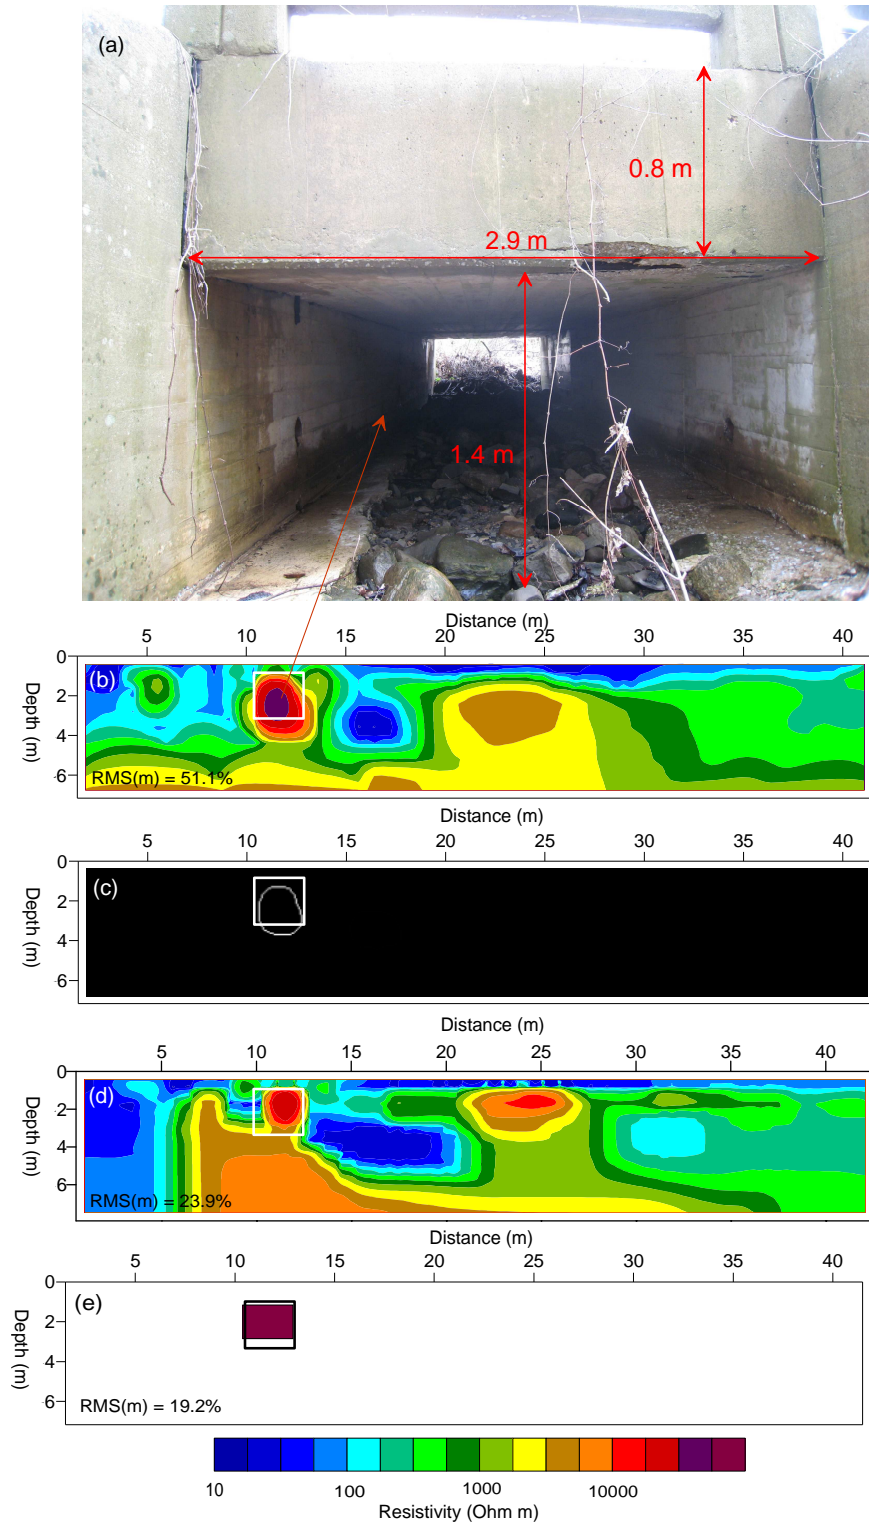 (a)
0.8 m
2.9 m
1.4 m
Distance (m)
5 10 15 20 25 30 35 40
0
2
4
6
Depth (m)
(b)
RMS(m) = 51.1%
Distance (m)
5 10 15 20 25 30 35 40
0
2
4
6
Depth (m)
(c)
Distance (m)
5 10 15 20 25 30 35 40
0
2
4
6
Depth (m)
(d)
RMS(m) = 23.9%
Distance (m)
5 10 15 20 25 30 35 40
0
2
4
6
Depth (m)
(e)
RMS(m) = 19.2%
10 100 1000 10000
Resistivity (Ohm m)